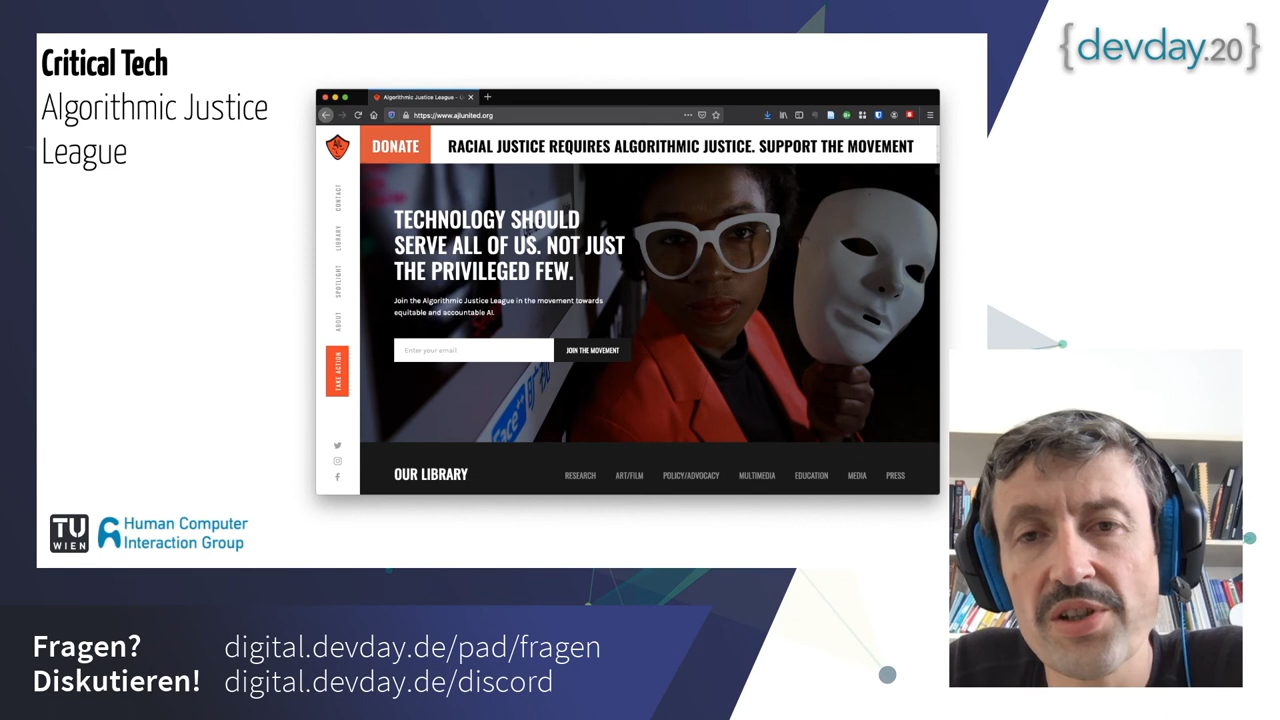 Critical Tech
Algorithmic Justice
League
{devday.20}
Algorithmic Justice League - U
https://www.ajlunited.org
DONATE
RACIAL JUSTICE REQUIRES ALGORITHMIC JUSTICE. SUPPORT THE MOVEMENT
CONTACT
LIBRARY
SPOTLIGHT
ABOUT
TAKE ACTION
TECHNOLOGY SHOULD
SERVE ALL OF US. NOT JUST
THE PRIVILEGED FEW.
Join the Algorithmic Justice League in the movement towards
equitable and accountable AI.
Enter your email
JOIN THE MOVEMENT
Face++
OUR LIBRARY
RESEARCH
ART/FILM
POLICY/ADVOCACY
MULTIMEDIA
EDUCATION
MEDIA
PRESS
TU
WIEN
Human Computer
Interaction Group
Fragen? digital.devday.de/pad/fragen
Diskutieren! digital.devday.de/discord